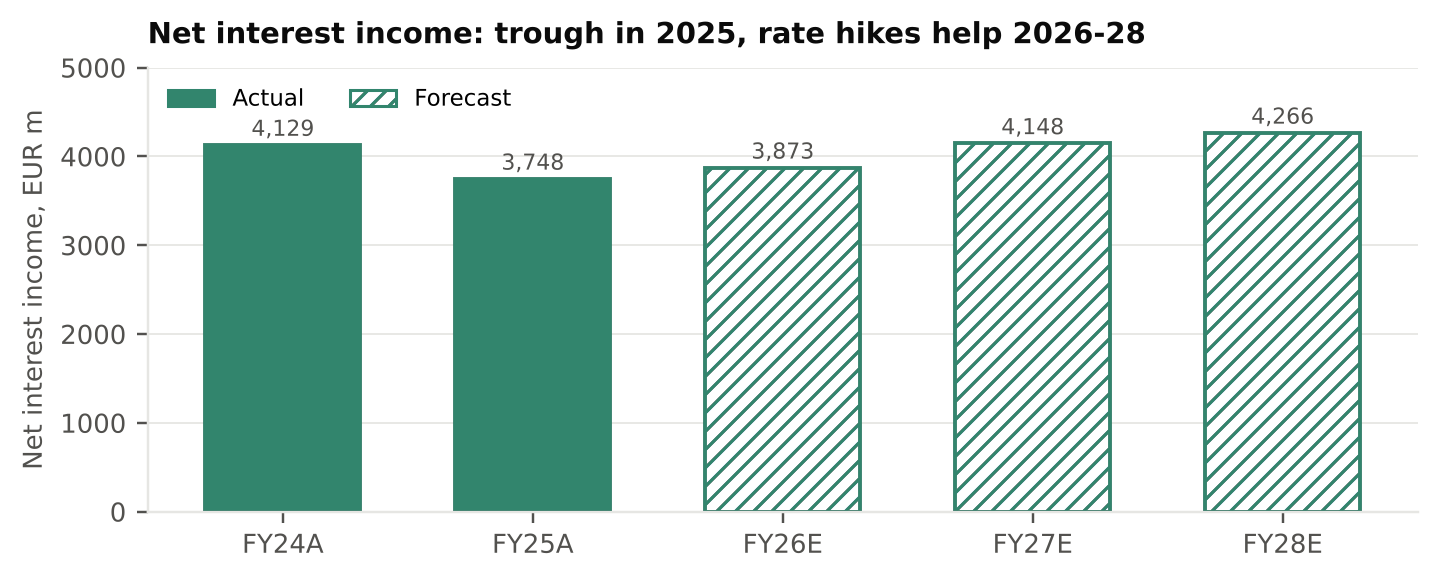 Net interest income: trough in 2025, rate hikes help 2026-28
Net interest income, EUR m
5000
4000
3000
2000
1000
0
Actual
Forecast
4,129
3,748
3,873
4,148
4,266
FY24A
FY25A
FY26E
FY27E
FY28E